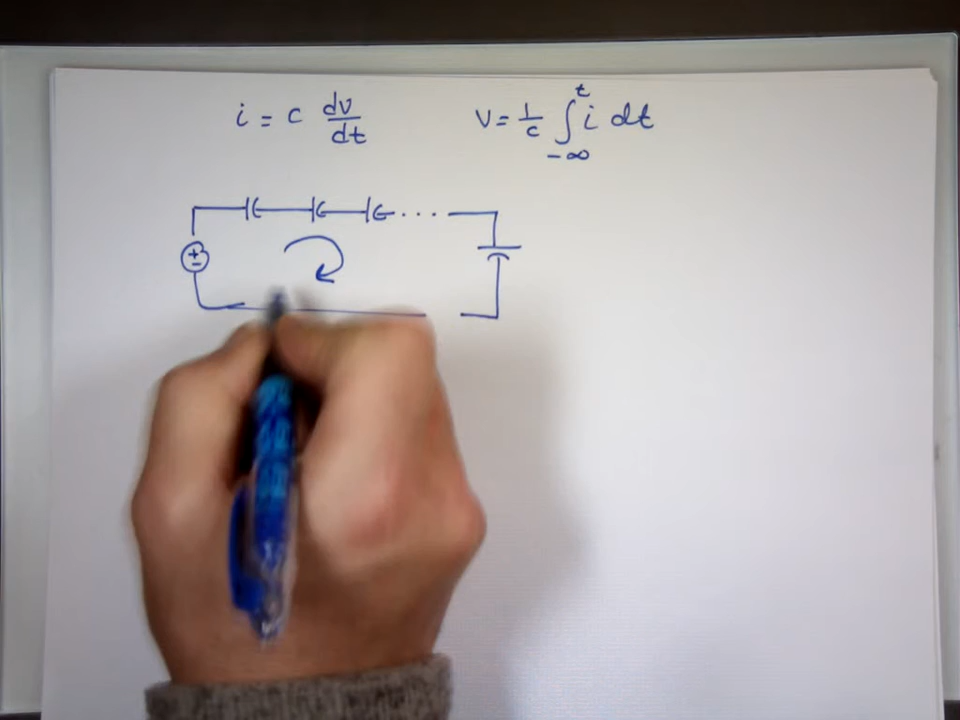 i = c dv/dt    v = 1/c ∫_{-∞}^{t} i dt
+
−